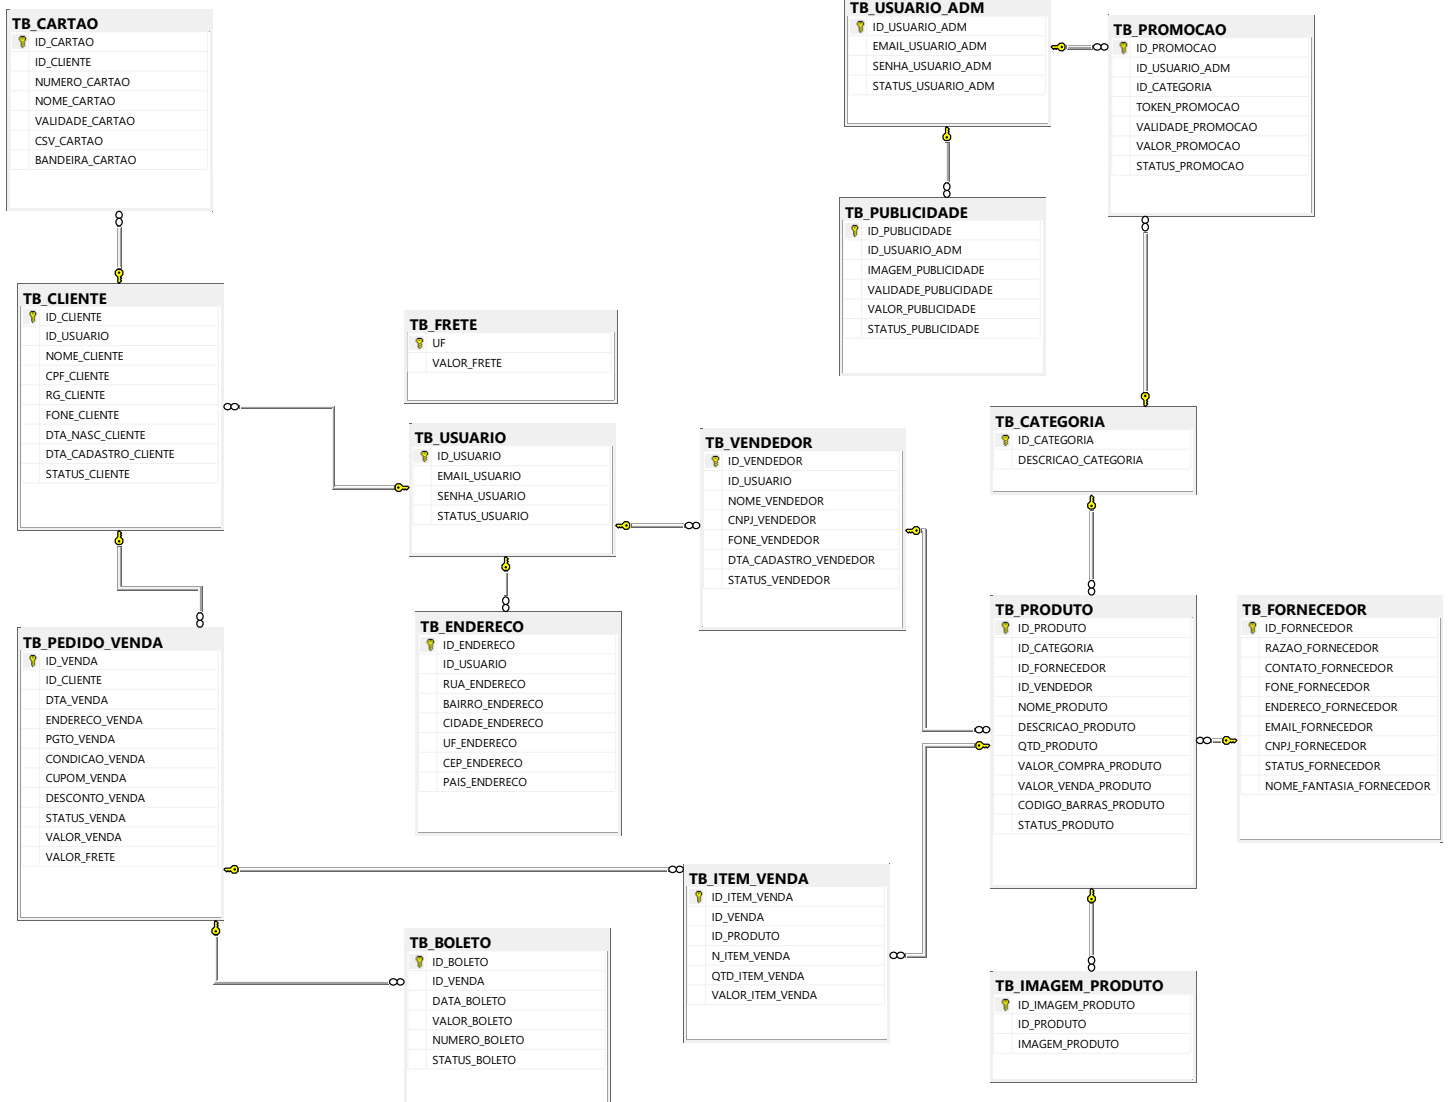 TB_CARTAO
ID_CARTAO
ID_CLIENTE
NUMERO_CARTAO
NOME_CARTAO
VALIDADE_CARTAO
CSV_CARTAO
BANDEIRA_CARTAO
TB_USUARIO_ADM
ID_USUARIO_ADM
EMAIL_USUARIO_ADM
SENHA_USUARIO_ADM
STATUS_USUARIO_ADM
TB_PROMOCAO
ID_PROMOCAO
ID_USUARIO_ADM
ID_CATEGORIA
TOKEN_PROMOCAO
VALIDADE_PROMOCAO
VALOR_PROMOCAO
STATUS_PROMOCAO
TB_PUBLICIDADE
ID_PUBLICIDADE
ID_USUARIO_ADM
IMAGEM_PUBLICIDADE
VALIDADE_PUBLICIDADE
VALOR_PUBLICIDADE
STATUS_PUBLICIDADE
TB_CLIENTE
ID_CLIENTE
ID_USUARIO
NOME_CLIENTE
CPF_CLIENTE
RG_CLIENTE
FONE_CLIENTE
DTA_NASC_CLIENTE
DTA_CADASTRO_CLIENTE
STATUS_CLIENTE
TB_FRETE
UF
VALOR_FRETE
TB_USUARIO
ID_USUARIO
EMAIL_USUARIO
SENHA_USUARIO
STATUS_USUARIO
TB_VENDEDOR
ID_VENDEDOR
ID_USUARIO
NOME_VENDEDOR
CNPJ_VENDEDOR
FONE_VENDEDOR
DTA_CADASTRO_VENDEDOR
STATUS_VENDEDOR
TB_CATEGORIA
ID_CATEGORIA
DESCRICAO_CATEGORIA
TB_PEDIDO_VENDA
ID_VENDA
ID_CLIENTE
DTA_VENDA
ENDERECO_VENDA
PGTO_VENDA
CONDICAO_VENDA
CUPOM_VENDA
DESCONTO_VENDA
STATUS_VENDA
VALOR_VENDA
VALOR_FRETE
TB_ENDERECO
ID_ENDERECO
ID_USUARIO
RUA_ENDERECO
BAIRRO_ENDERECO
CIDADE_ENDERECO
UF_ENDERECO
CEP_ENDERECO
PAIS_ENDERECO
TB_PRODUTO
ID_PRODUTO
ID_CATEGORIA
ID_FORNECEDOR
ID_VENDEDOR
NOME_PRODUTO
DESCRICAO_PRODUTO
QTD_PRODUTO
VALOR_COMPRA_PRODUTO
VALOR_VENDA_PRODUTO
CODIGO_BARRAS_PRODUTO
STATUS_PRODUTO
TB_FORNECEDOR
ID_FORNECEDOR
RAZAO_FORNECEDOR
CONTATO_FORNECEDOR
FONE_FORNECEDOR
ENDERECO_FORNECEDOR
EMAIL_FORNECEDOR
CNPJ_FORNECEDOR
STATUS_FORNECEDOR
NOME_FANTASIA_FORNECEDOR
TB_BOLETO
ID_BOLETO
ID_VENDA
DATA_BOLETO
VALOR_BOLETO
NUMERO_BOLETO
STATUS_BOLETO
TB_ITEM_VENDA
ID_ITEM_VENDA
ID_VENDA
ID_PRODUTO
N_ITEM_VENDA
QTD_ITEM_VENDA
VALOR_ITEM_VENDA
TB_IMAGEM_PRODUTO
ID_IMAGEM_PRODUTO
ID_PRODUTO
IMAGEM_PRODUTO